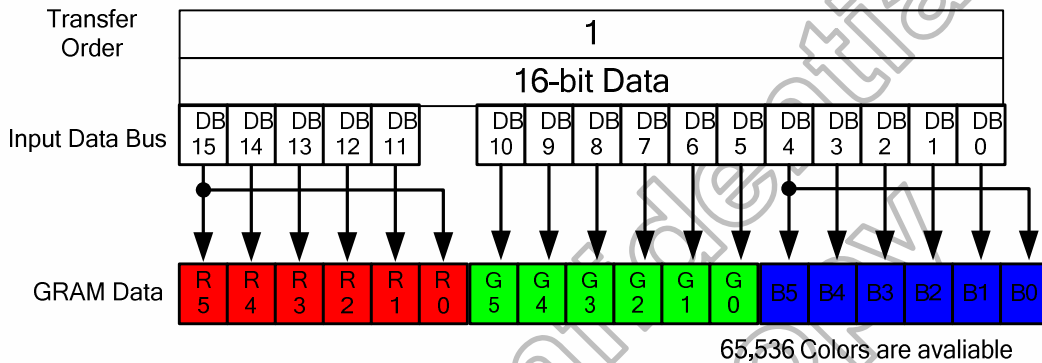 Transfer Order
1
16-bit Data
Input Data Bus
DB 15 DB 14 DB 13 DB 12 DB 11 DB 10 DB 9 DB 8 DB 7 DB 6 DB 5 DB 4 DB 3 DB 2 DB 1 DB 0
GRAM Data
R 5 R 4 R 3 R 2 R 1 R 0 G 5 G 4 G 3 G 2 G 1 G 0 B5 B4 B3 B2 B1 B0
65,536 Colors are avaliable